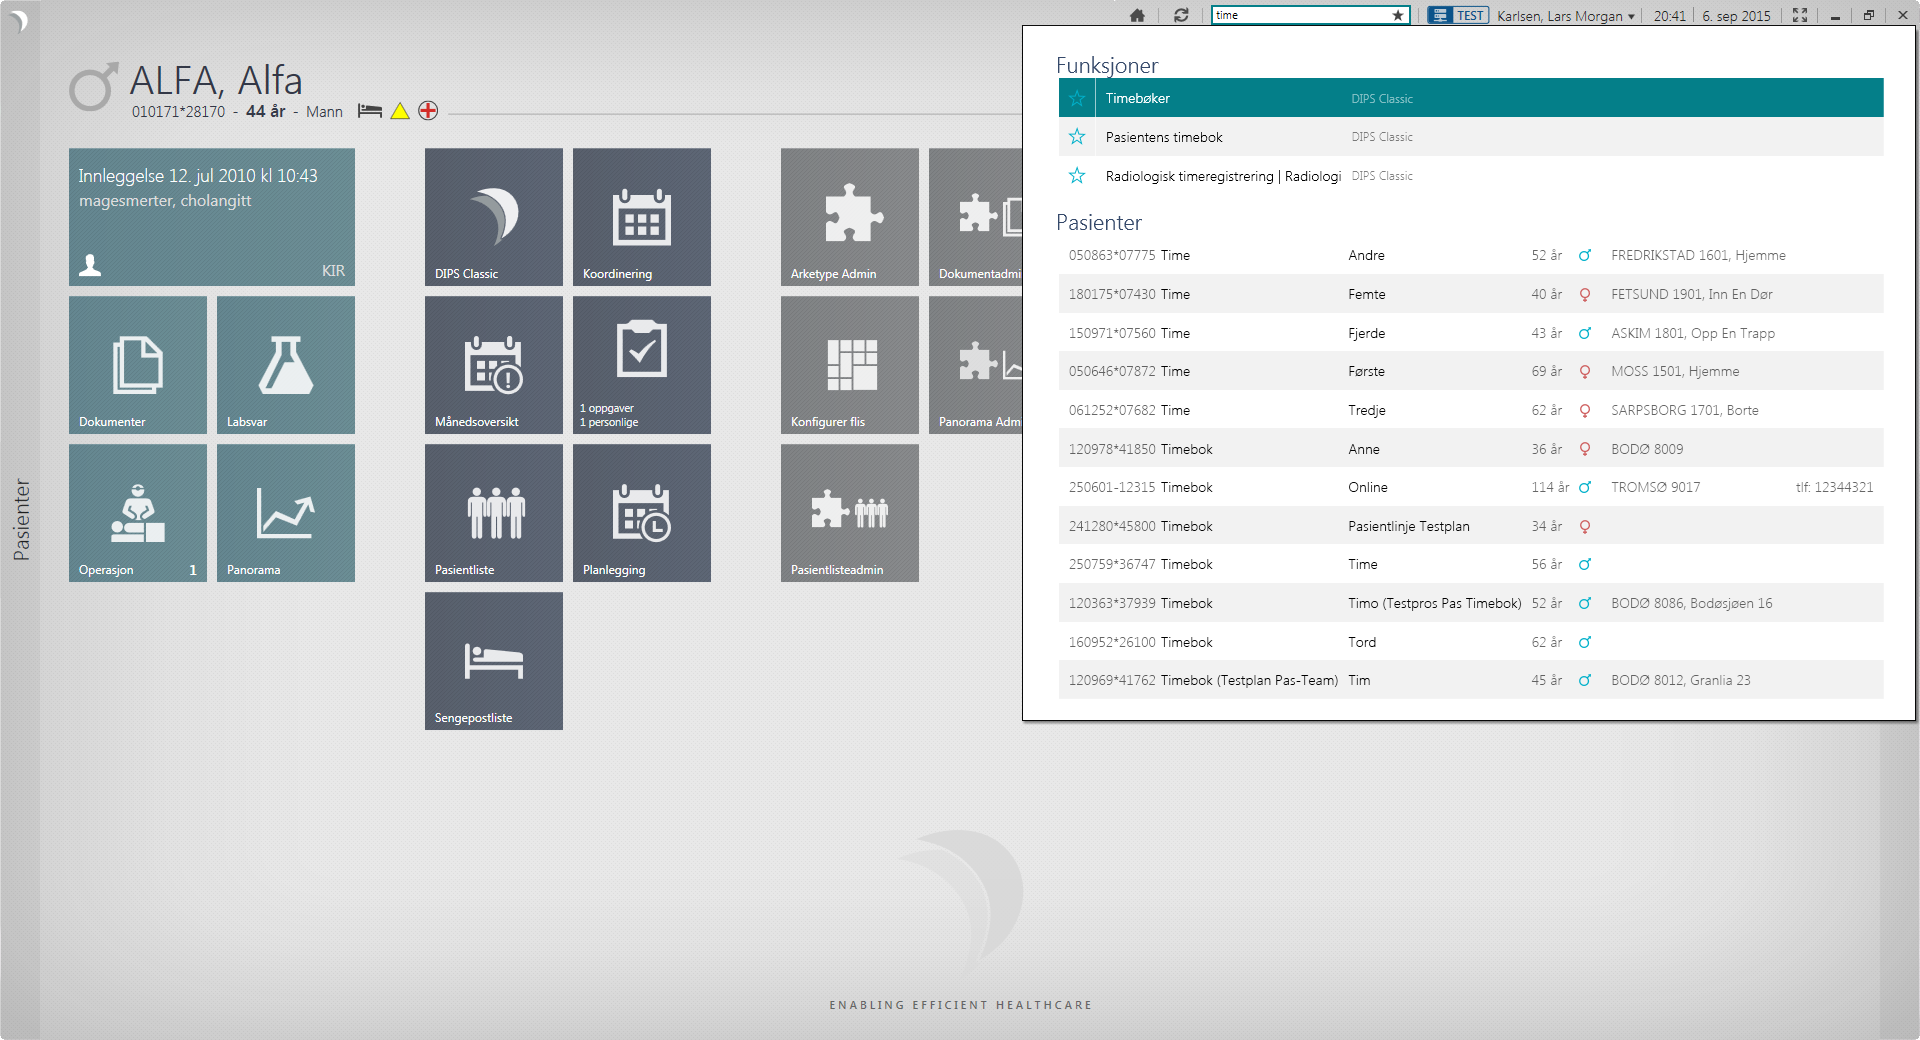 time
TEST
Karlsen, Lars Morgan
20:41
6. sep 2015
ALFA, Alfa
010171*28170 - 44 år - Mann
Pasienter
Innleggelse 12. jul 2010 kl 10:43
magesmerter, cholangitt
KIR
Dokumenter
Labsvar
Operasjon 1
Panorama
DIPS Classic
Koordinering
Månedsoversikt
1 oppgaver
1 personlige
Pasientliste
Planlegging
Sengepostliste
Arketype Admin
Dokumentadmi
Konfigurer flis
Panorama Adm
Pasientlisteadmin
Funksjoner
Timebøker DIPS Classic
Pasientens timebok DIPS Classic
Radiologisk timeregistrering | Radiologi DIPS Classic
Pasienter
050863*07775 Time Andre 52 år FREDRIKSTAD 1601, Hjemme
180175*07430 Time Femte 40 år FETSUND 1901, Inn En Dør
150971*07560 Time Fjerde 43 år ASKIM 1801, Opp En Trapp
050646*07872 Time Første 69 år MOSS 1501, Hjemme
061252*07682 Time Tredje 62 år SARPSBORG 1701, Borte
120978*41850 Timebok Anne 36 år BODØ 8009
250601-12315 Timebok Online 114 år TROMSØ 9017 tlf: 12344321
241280*45800 Timebok Pasientlinje Testplan 34 år
250759*36747 Timebok Time 56 år
120363*37939 Timebok Timo (Testpros Pas Timebok) 52 år BODØ 8086, Bodøsjøen 16
160952*26100 Timebok Tord 62 år
120969*41762 Timebok (Testplan Pas-Team) Tim 45 år BODØ 8012, Granlia 23
ENABLING EFFICIENT HEALTHCARE